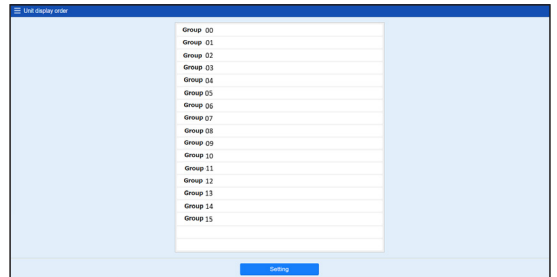 Unit display order
Group 00
Group 01
Group 02
Group 03
Group 04
Group 05
Group 06
Group 07
Group 08
Group 09
Group 10
Group 11
Group 12
Group 13
Group 14
Group 15
Setting